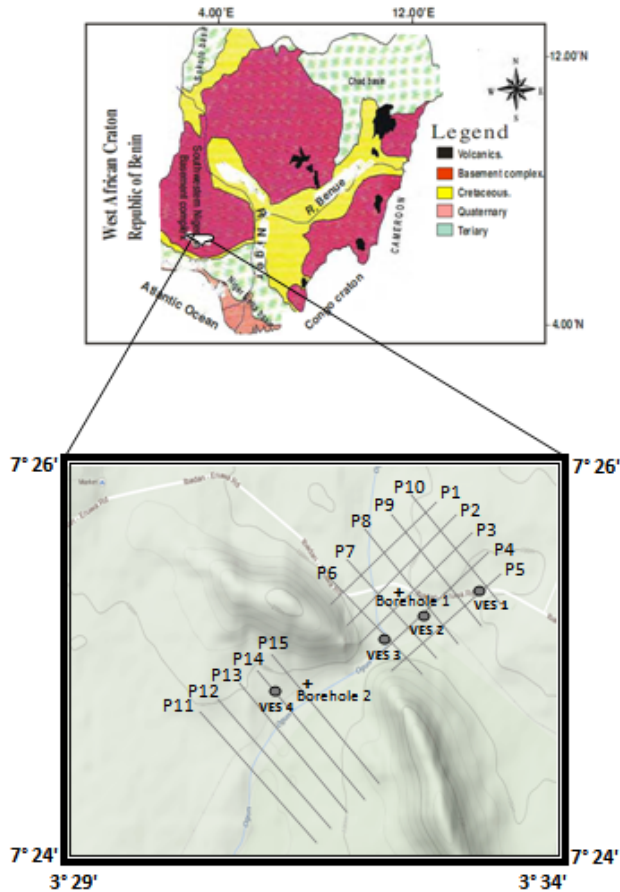 4.00'E
12.00'E
12.00'N
Chad basin
N
W
E
S
Legend
Volcanics.
Basement complex.
Cretaceous.
Quaternary
Teriary
West African Craton
Republic of Benin
Basement complex
R. Benue
R. Niger
CAMEROON
Congo craton
Atlantic Ocean
4.00'N
7° 26'
7° 26'
Market
P10
P1
P9
P2
P8
P3
P7
P4
P6
P5
Borehole 1
VES 1
VES 2
VES 3
P15
P14
P13
P12
P11
Borehole 2
VES 4
7° 24'
7° 24'
3° 29'
3° 34'